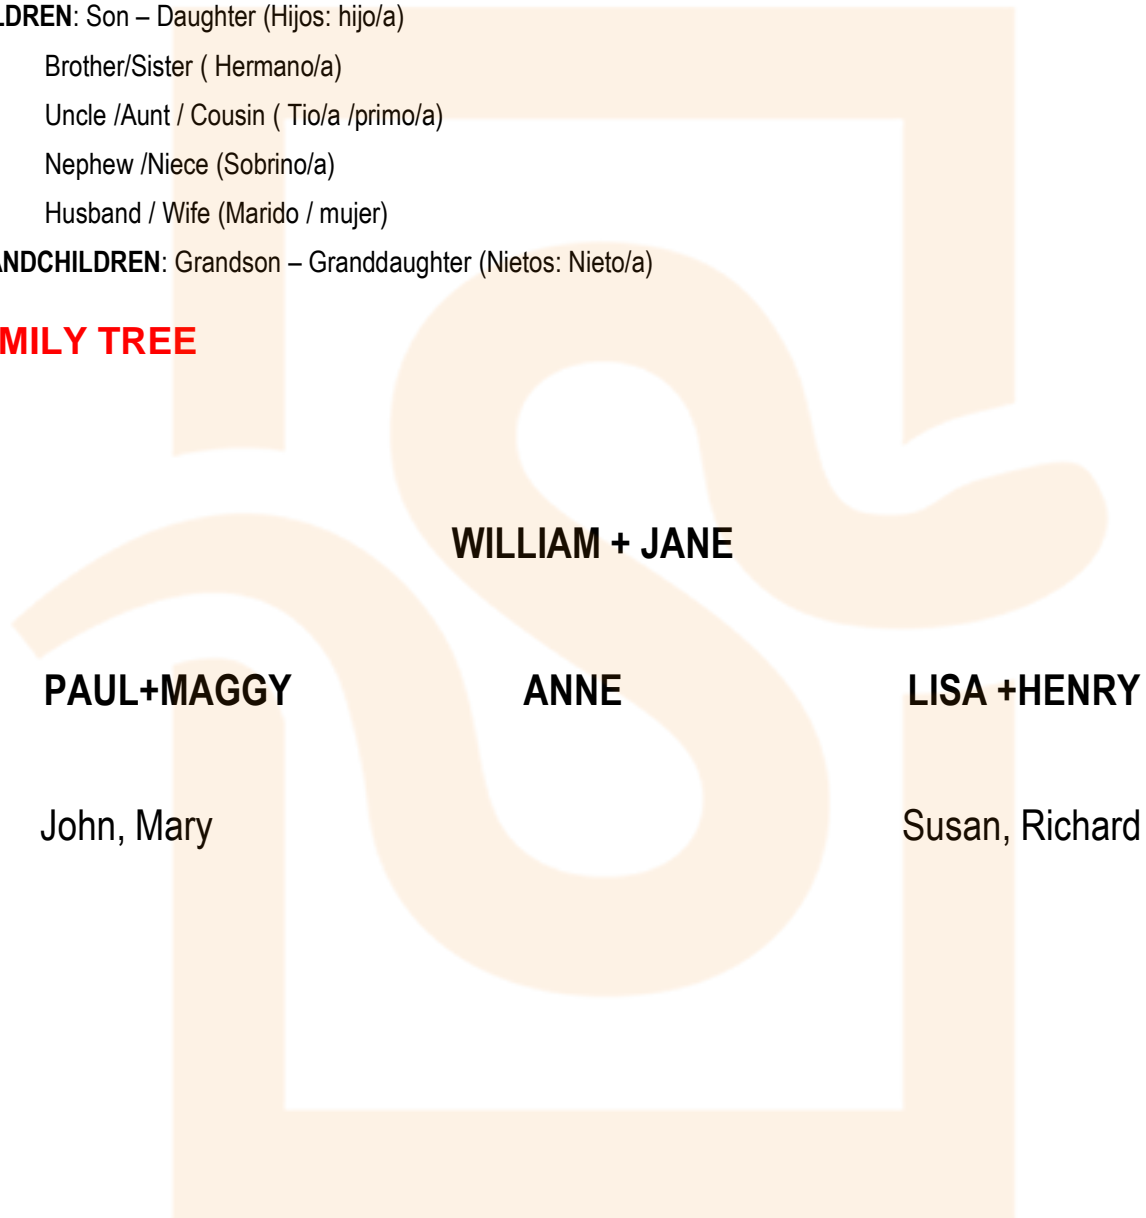 LDREN: Son – Daughter (Hijos: hijo/a)
Brother/Sister ( Hermano/a)
Uncle /Aunt / Cousin ( Tio/a /primo/a)
Nephew /Niece (Sobrino/a)
Husband / Wife (Marido / mujer)
ANDCHILDREN: Grandson – Granddaughter (Nietos: Nieto/a)
MILY TREE
WILLIAM + JANE
PAUL+MAGGY ANNE LISA +HENRY
John, Mary Susan, Richard